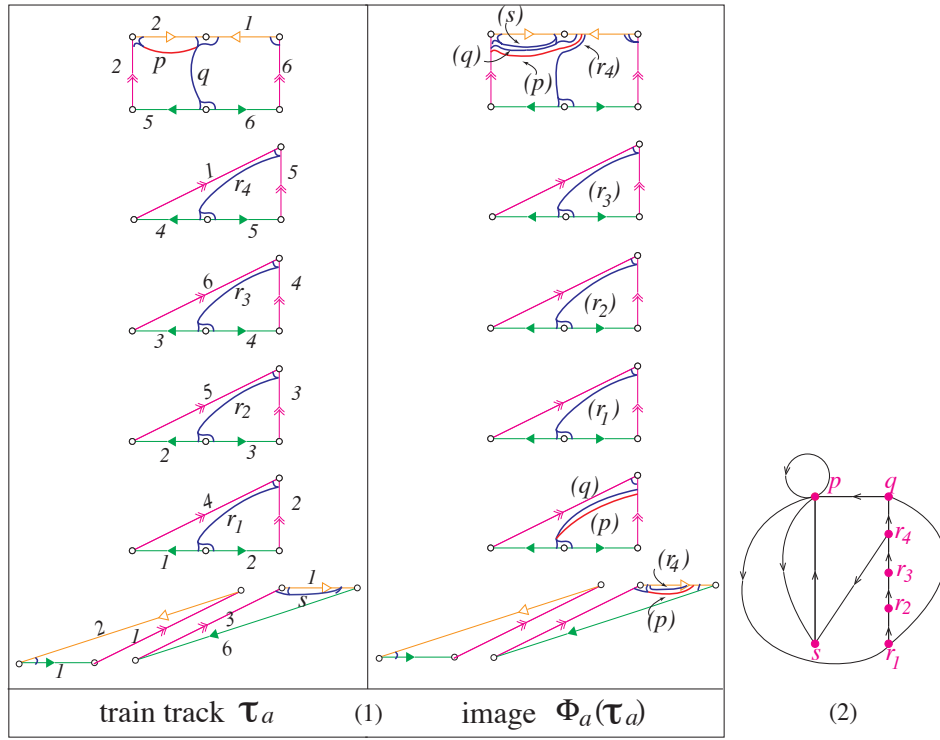 2 1 2 p q 6 5 6
1 5 r4 4 5
6 4 r3 3 4
5 3 r2 2 3
4 2 r1 1 2
1 s 2 1 3 6 1
train track τa (1) image Φa(τa)
(s) (q) (p) (r4)
(r3)
(r2)
(r1)
(q) (p)
(r4) (p)
p q
r4
r3
r2
s r1
(2)